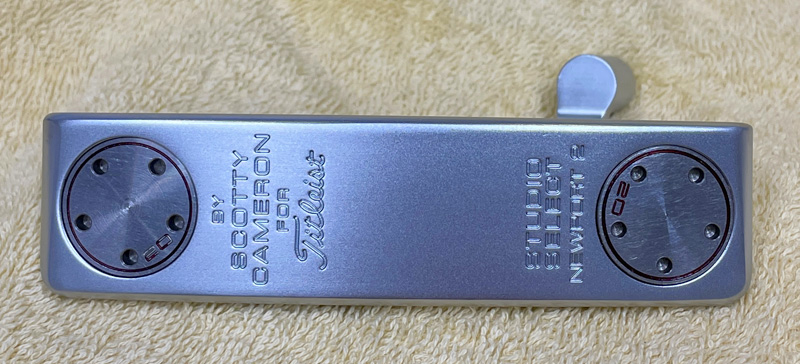 BY
SCOTTY
CAMERON
FOR
Titleist
STUDIO
SELECT
NEWPORT 2
20
20